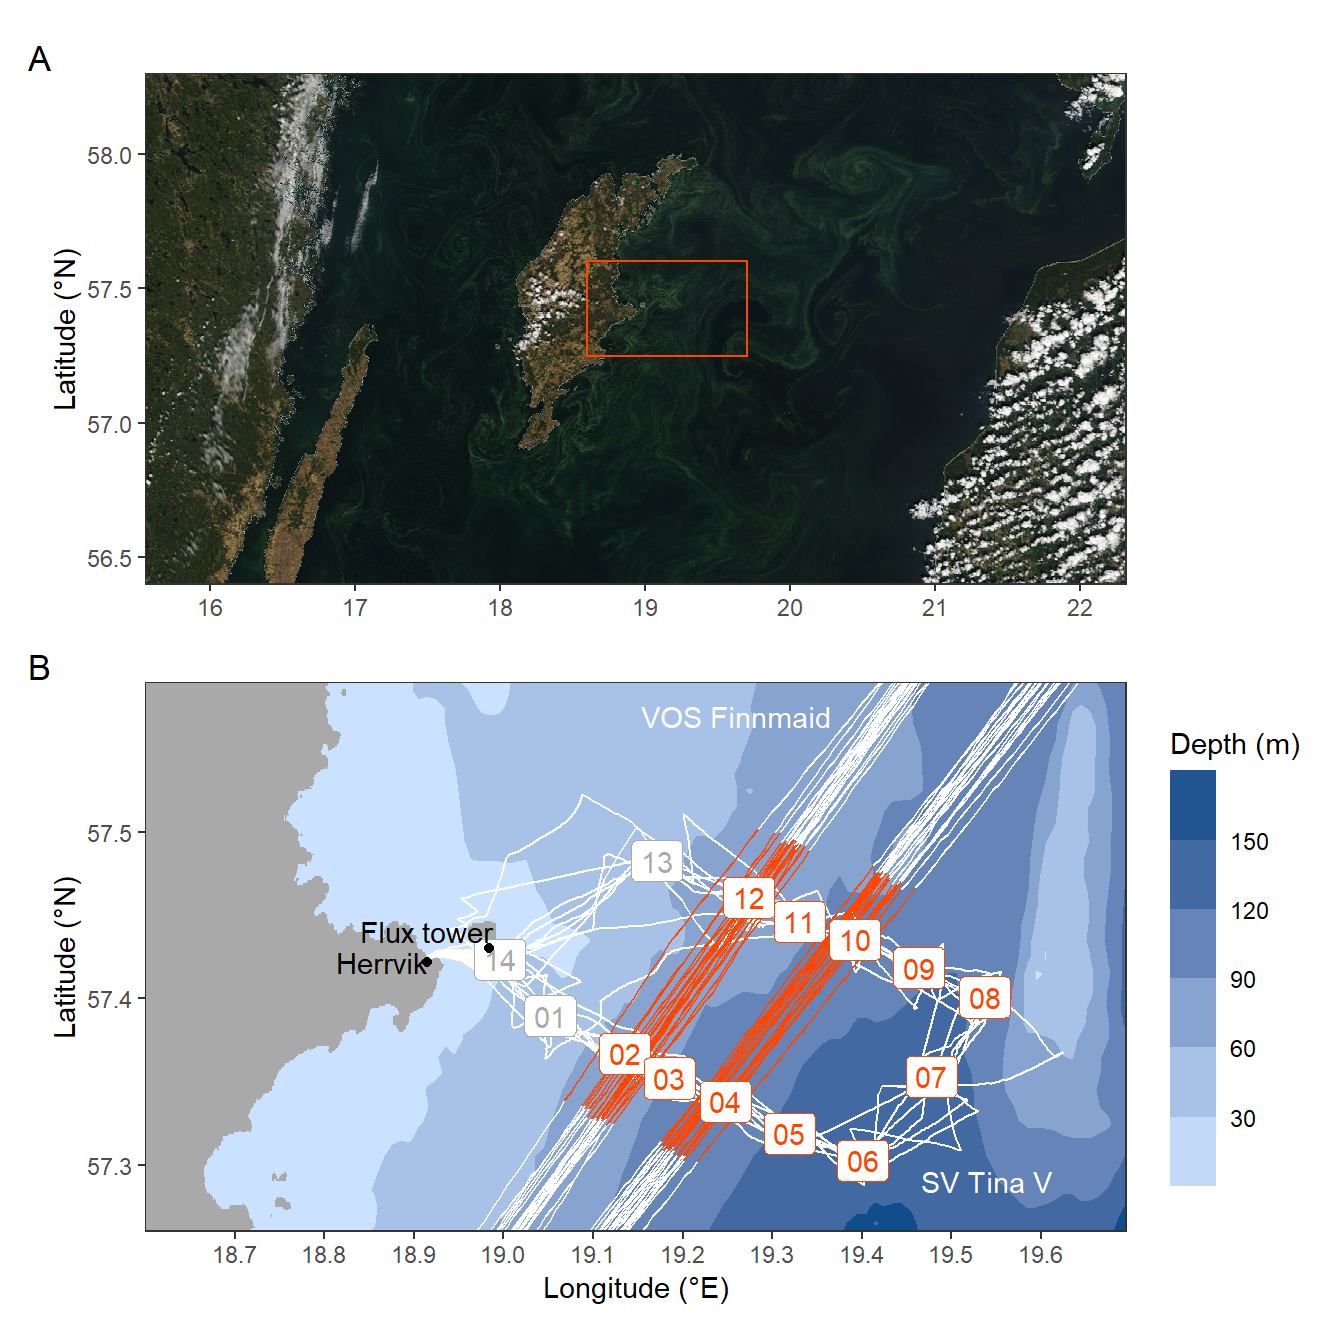 A
Latitude (°N)
58.0
57.5
57.0
56.5
16 17 18 19 20 21 22
B
Latitude (°N)
57.5
57.4
57.3
VOS Finnmaid
13
12
11
Flux tower
10
Herrvik
14
09
08
01
02
03
07
04
05
06
SV Tina V
18.7 18.8 18.9 19.0 19.1 19.2 19.3 19.4 19.5 19.6
Longitude (°E)
Depth (m)
150
120
90
60
30